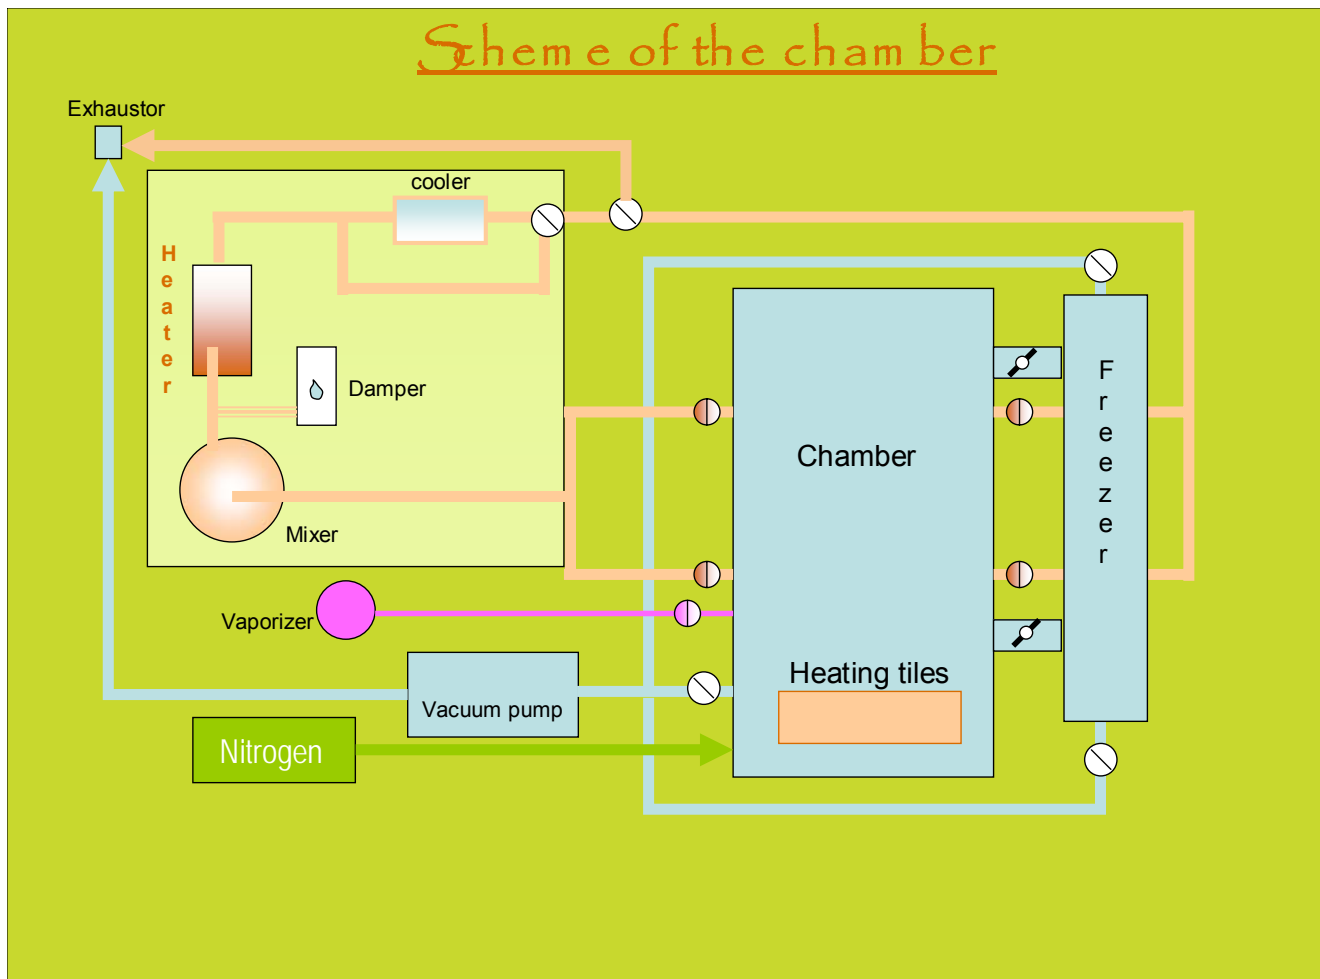 Scheme of the chamber
Exhaustor
cooler
Heater
Damper
Mixer
Chamber
Freezer
Vaporizer
Heating tiles
Vacuum pump
Nitrogen